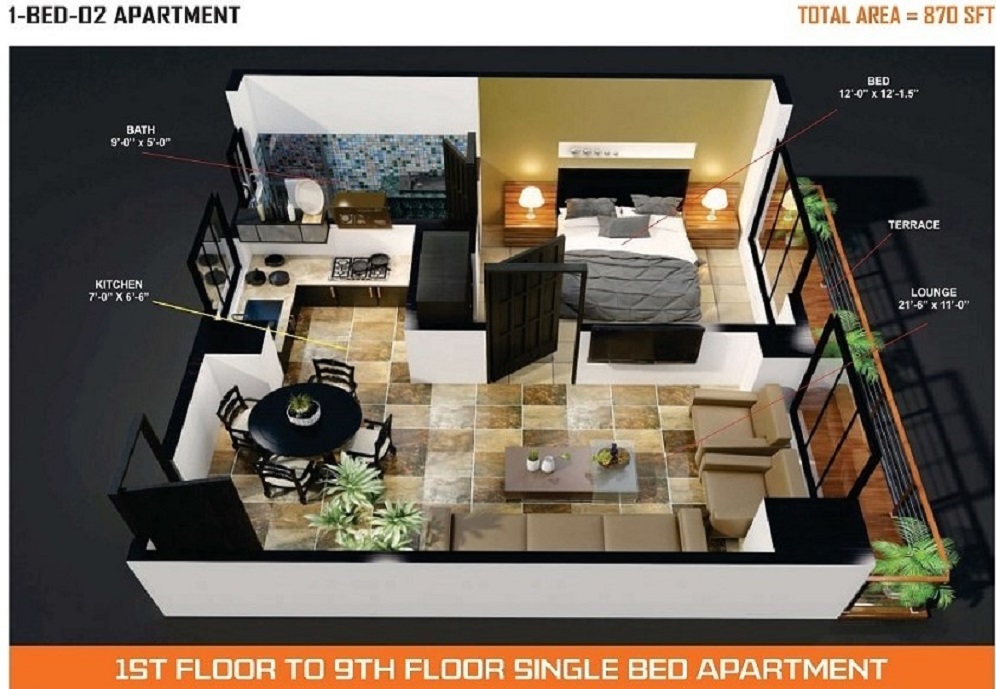 1-BED-02 APARTMENT
TOTAL AREA = 870 SFT
BED
12'-0" x 12'-1.5"
BATH
9'-0" x 5'-0"
TERRACE
KITCHEN
7'-0" X 6'-6"
LOUNGE
21'-6" x 11'-0"
1ST FLOOR TO 9TH FLOOR SINGLE BED APARTMENT